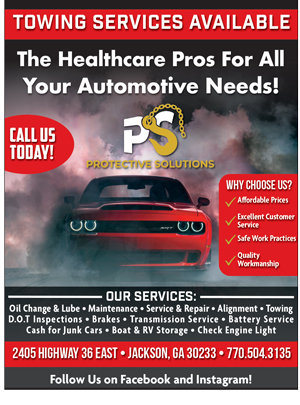 TOWING SERVICES AVAILABLE
The Healthcare Pros For All
Your Automotive Needs!
CALL US
TODAY!
PS
PROTECTIVE SOLUTIONS
WHY CHOOSE US?
Affordable Prices
Excellent Customer
Service
Safe Work Practices
Quality
Workmanship
OUR SERVICES:
Oil Change & Lube • Maintenance • Service & Repair • Alignment • Towing
D.O.T Inspections • Brakes • Transmission Service • Battery Service
Cash for Junk Cars • Boat & RV Storage • Check Engine Light
2405 HIGHWAY 36 EAST • JACKSON, GA 30233 • 770.504.3135
Follow Us on Facebook and Instagram!